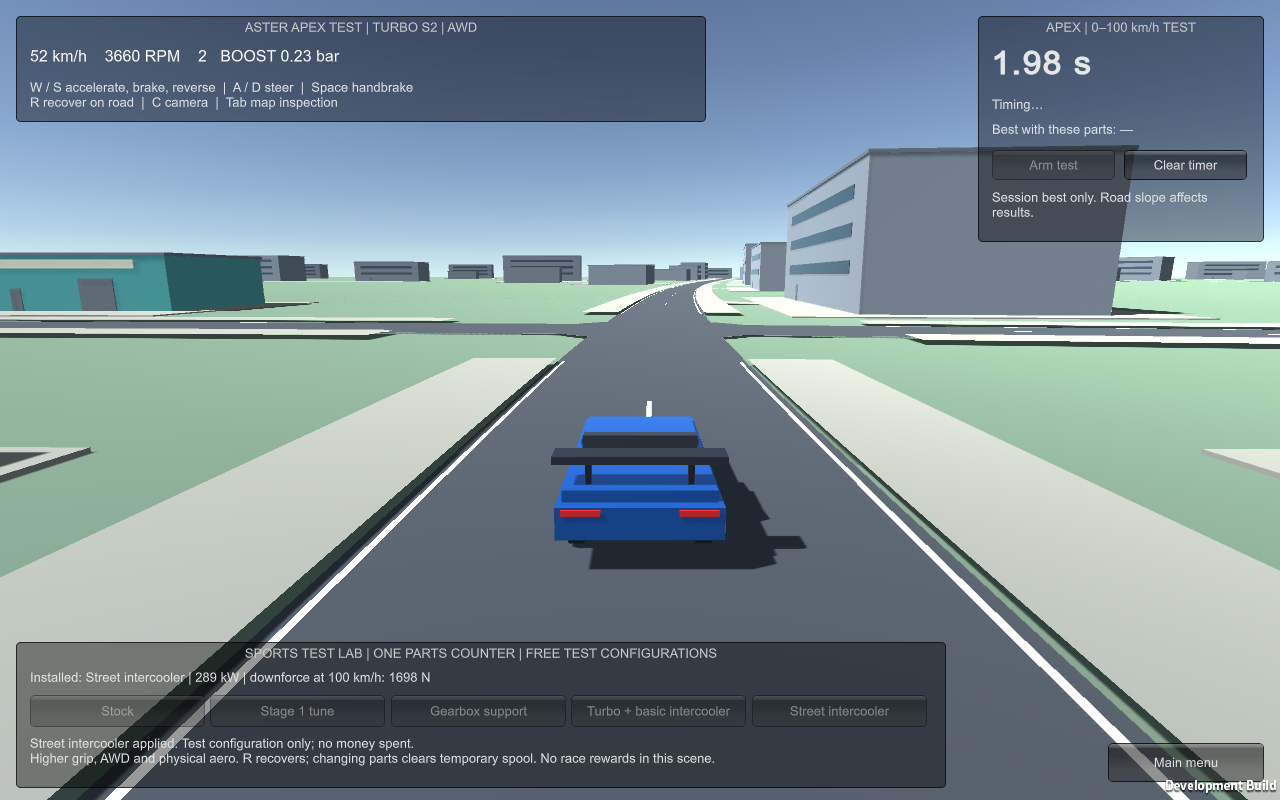 ASTER APEX TEST | TURBO S2 | AWD
52 km/h 3660 RPM 2 BOOST 0.23 bar
W / S accelerate, brake, reverse | A / D steer | Space handbrake
R recover on road | C camera | Tab map inspection
APEX | 0–100 km/h TEST
1.98 s
Timing…
Best with these parts: —
Arm test Clear timer
Session best only. Road slope affects
results.
SPORTS TEST LAB | ONE PARTS COUNTER | FREE TEST CONFIGURATIONS
Installed: Street intercooler | 289 kW | downforce at 100 km/h: 1698 N
Stock Stage 1 tune Gearbox support Turbo + basic intercooler Street intercooler
Street intercooler applied. Test configuration only; no money spent.
Higher grip, AWD and physical aero. R recovers; changing parts clears temporary spool. No race rewards in this scene.
Main menu
Development Build